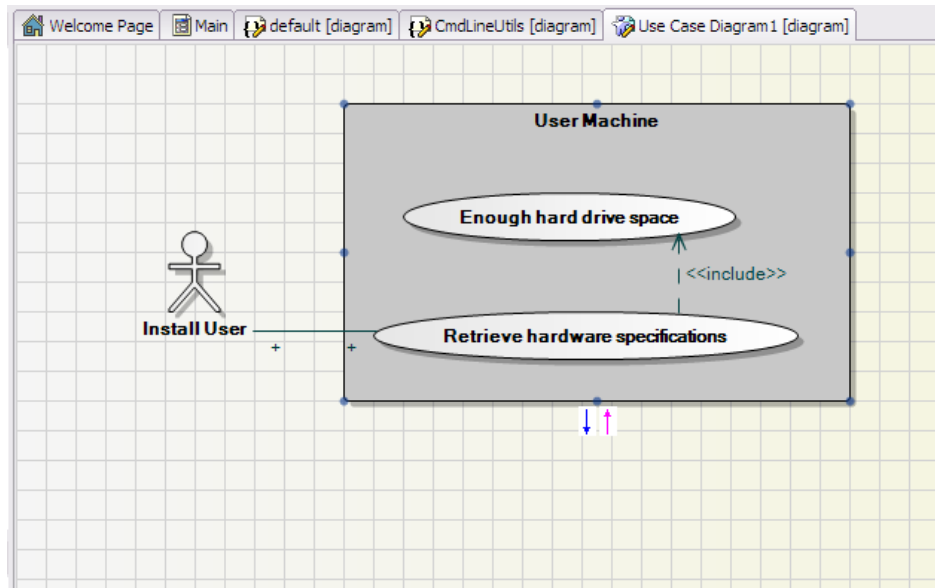 Welcome Page Main default [diagram] CmdLineUtils [diagram] Use Case Diagram1 [diagram]
User Machine
Enough hard drive space
<<include>>
Install User
Retrieve hardware specifications
+ +